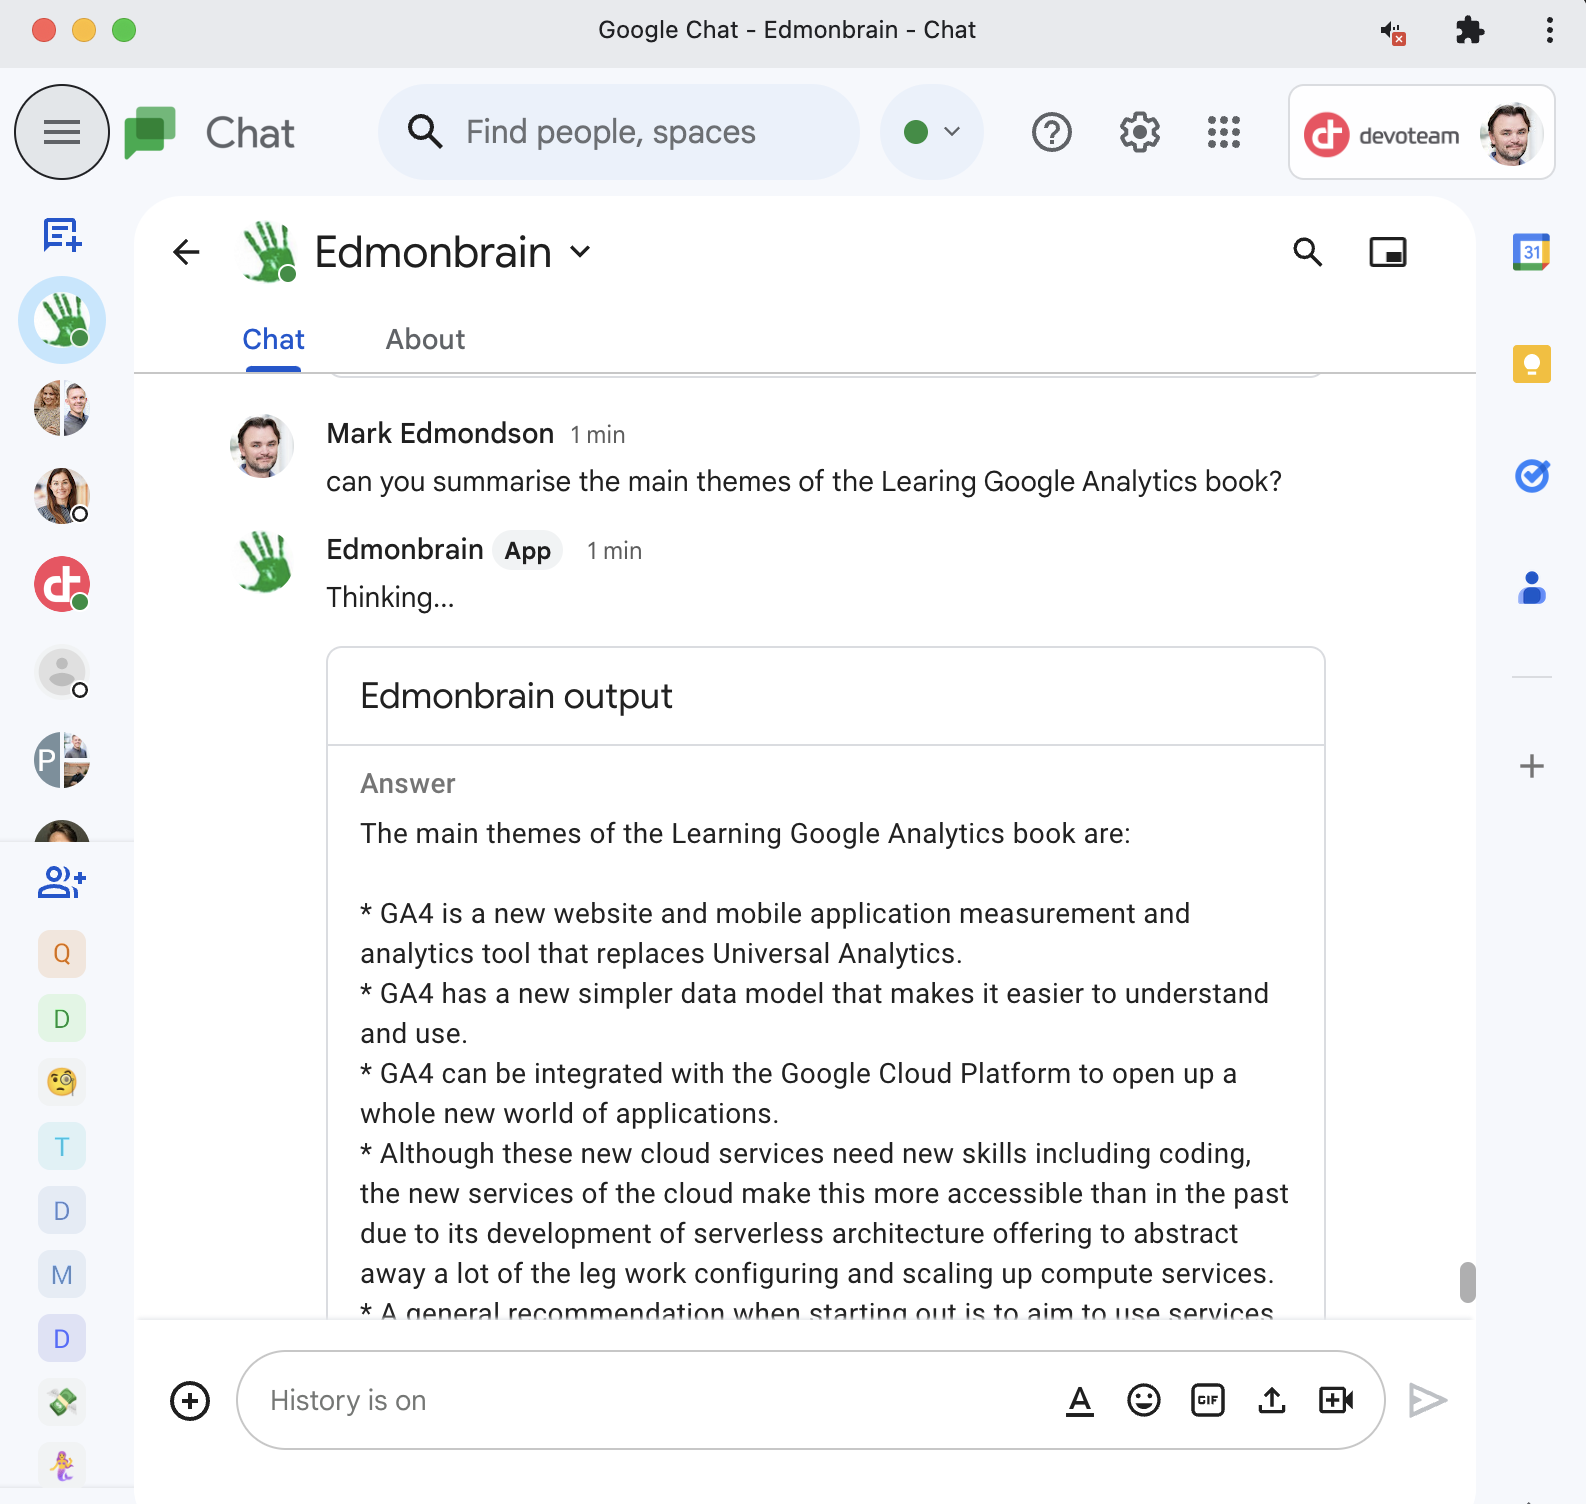 Google Chat - Edmonbrain - Chat
Chat
Find people, spaces
devoteam
Edmonbrain
31
Chat
About
Mark Edmondson 1 min
can you summarise the main themes of the Learing Google Analytics book?
Edmonbrain App 1 min
Thinking...
Edmonbrain output
Answer
The main themes of the Learning Google Analytics book are:
* GA4 is a new website and mobile application measurement and
analytics tool that replaces Universal Analytics.
* GA4 has a new simpler data model that makes it easier to understand
and use.
* GA4 can be integrated with the Google Cloud Platform to open up a
whole new world of applications.
* Although these new cloud services need new skills including coding,
the new services of the cloud make this more accessible than in the past
due to its development of serverless architecture offering to abstract
away a lot of the leg work configuring and scaling up compute services.
* A general recommendation when starting out is to aim to use services
P
Q
D
T
D
M
D
History is on
A
GIF